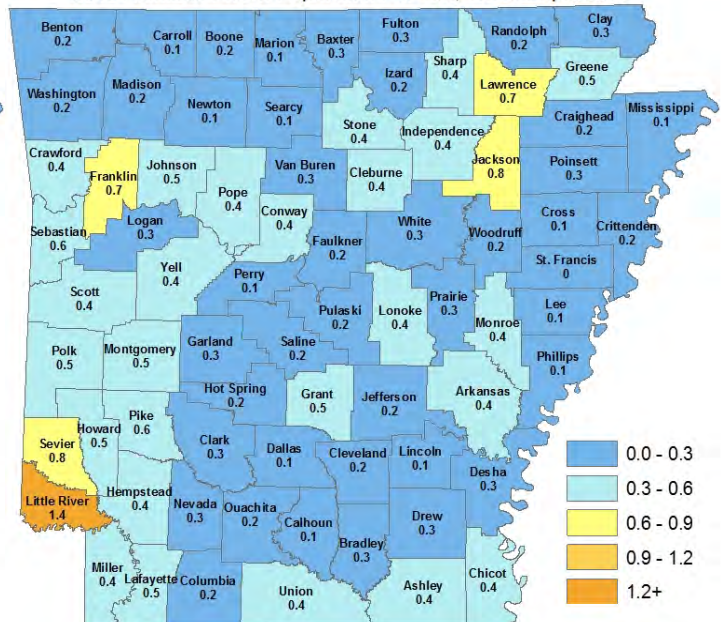 Benton
0.2
Carroll
0.1
Boone
0.2
Marion
0.1
Baxter
0.3
Fulton
0.3
Randolph
0.2
Clay
0.3
Sharp
0.4
Izard
0.2
Lawrence
0.7
Greene
0.5
Washington
0.2
Madison
0.2
Newton
0.1
Searcy
0.1
Stone
0.4
Independence
0.4
Craighead
0.2
Mississippi
0.1
Crawford
0.4
Franklin
0.7
Johnson
0.5
Pope
0.4
Van Buren
0.3
Cleburne
0.4
Jackson
0.8
Poinsett
0.3
Sebastian
0.6
Logan
0.3
Conway
0.4
White
0.3
Woodruff
0.2
Cross
0.1
Crittenden
0.2
Faulkner
0.2
St. Francis
0
Yell
0.4
Perry
0.1
Scott
0.4
Pulaski
0.2
Lonoke
0.4
Prairie
0.3
Monroe
0.4
Lee
0.1
Polk
0.5
Montgomery
0.5
Garland
0.3
Saline
0.2
Phillips
0.1
Hot Spring
0.2
Grant
0.5
Jefferson
0.2
Arkansas
0.4
Sevier
0.8
Howard
0.5
Pike
0.6
Clark
0.3
Dallas
0.1
Cleveland
0.2
Lincoln
0.1
Desha
0.3
Little River
1.4
Hempstead
0.4
Nevada
0.3
Ouachita
0.2
Calhoun
0.1
Bradley
0.3
Drew
0.3
Miller
0.4
Lafayette
0.5
Columbia
0.2
Union
0.4
Ashley
0.4
Chicot
0.4
0.0 - 0.3
0.3 - 0.6
0.6 - 0.9
0.9 - 1.2
1.2+